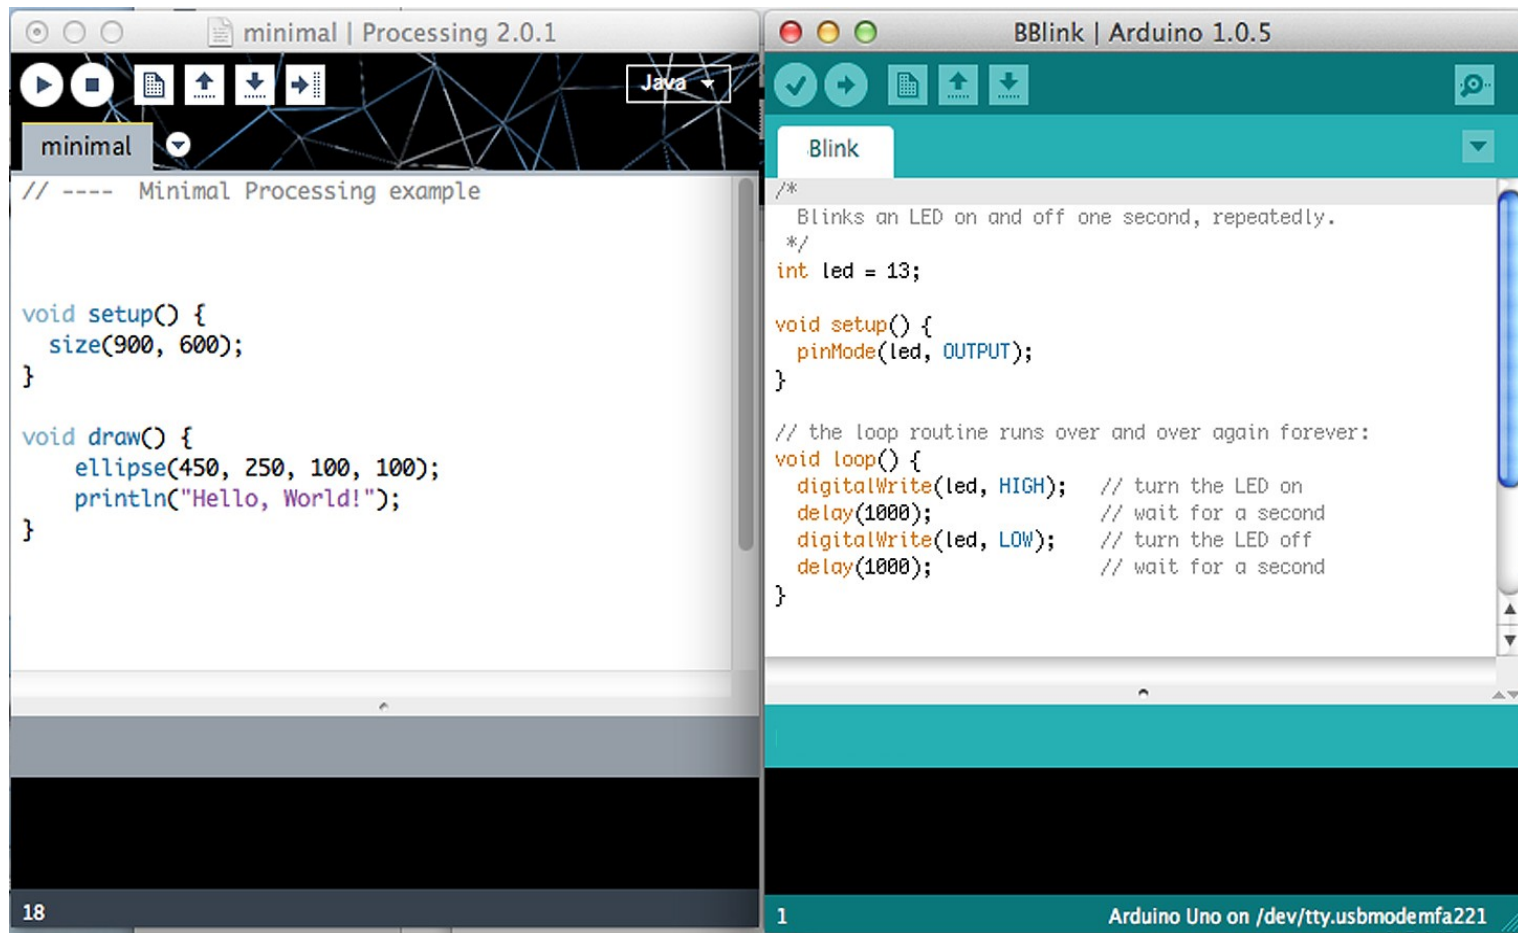 minimal | Processing 2.0.1
Java
minimal
// ----  Minimal Processing example
void setup() {
  size(900, 600);
}
void draw() {
    ellipse(450, 250, 100, 100);
    println("Hello, World!");
}
18
BBlink | Arduino 1.0.5
Blink
/*
  Blinks an LED on and off one second, repeatedly.
 */
int led = 13;
void setup() {
  pinMode(led, OUTPUT);
}
// the loop routine runs over and over again forever:
void loop() {
  digitalWrite(led, HIGH);   // turn the LED on
  delay(1000);               // wait for a second
  digitalWrite(led, LOW);    // turn the LED off
  delay(1000);               // wait for a second
}
1
Arduino Uno on /dev/tty.usbmodemfa221